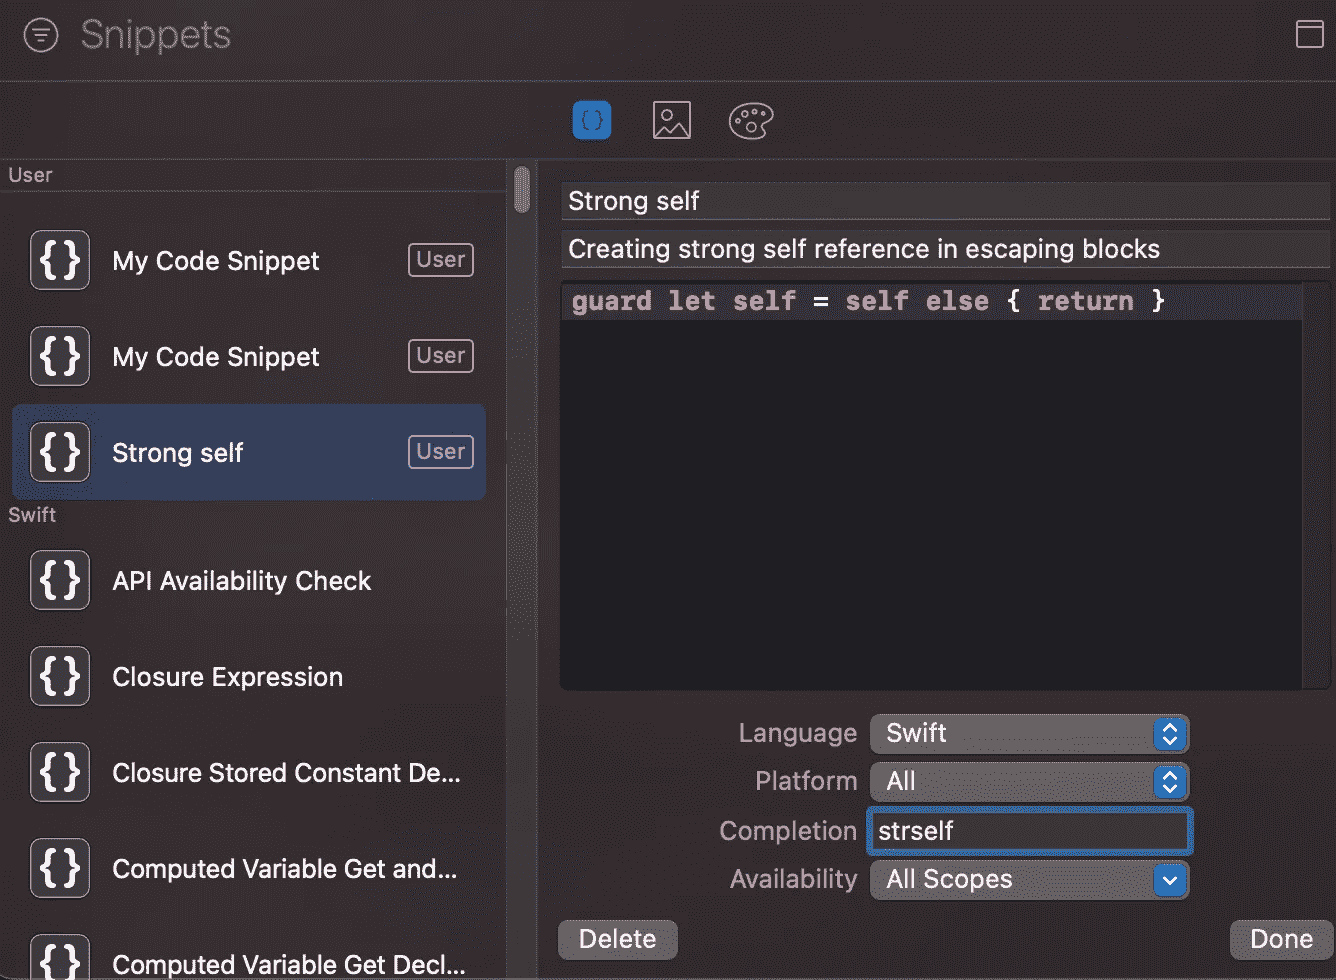 Snippets
User
{} My Code Snippet User
{} My Code Snippet User
{} Strong self User
Swift
{} API Availability Check
{} Closure Expression
{} Closure Stored Constant De...
{} Computed Variable Get and...
{} Computed Variable Get Decl...
{}
Strong self
Creating strong self reference in escaping blocks
guard let self = self else { return }
Language Swift
Platform All
Completion strself
Availability All Scopes
Delete Done